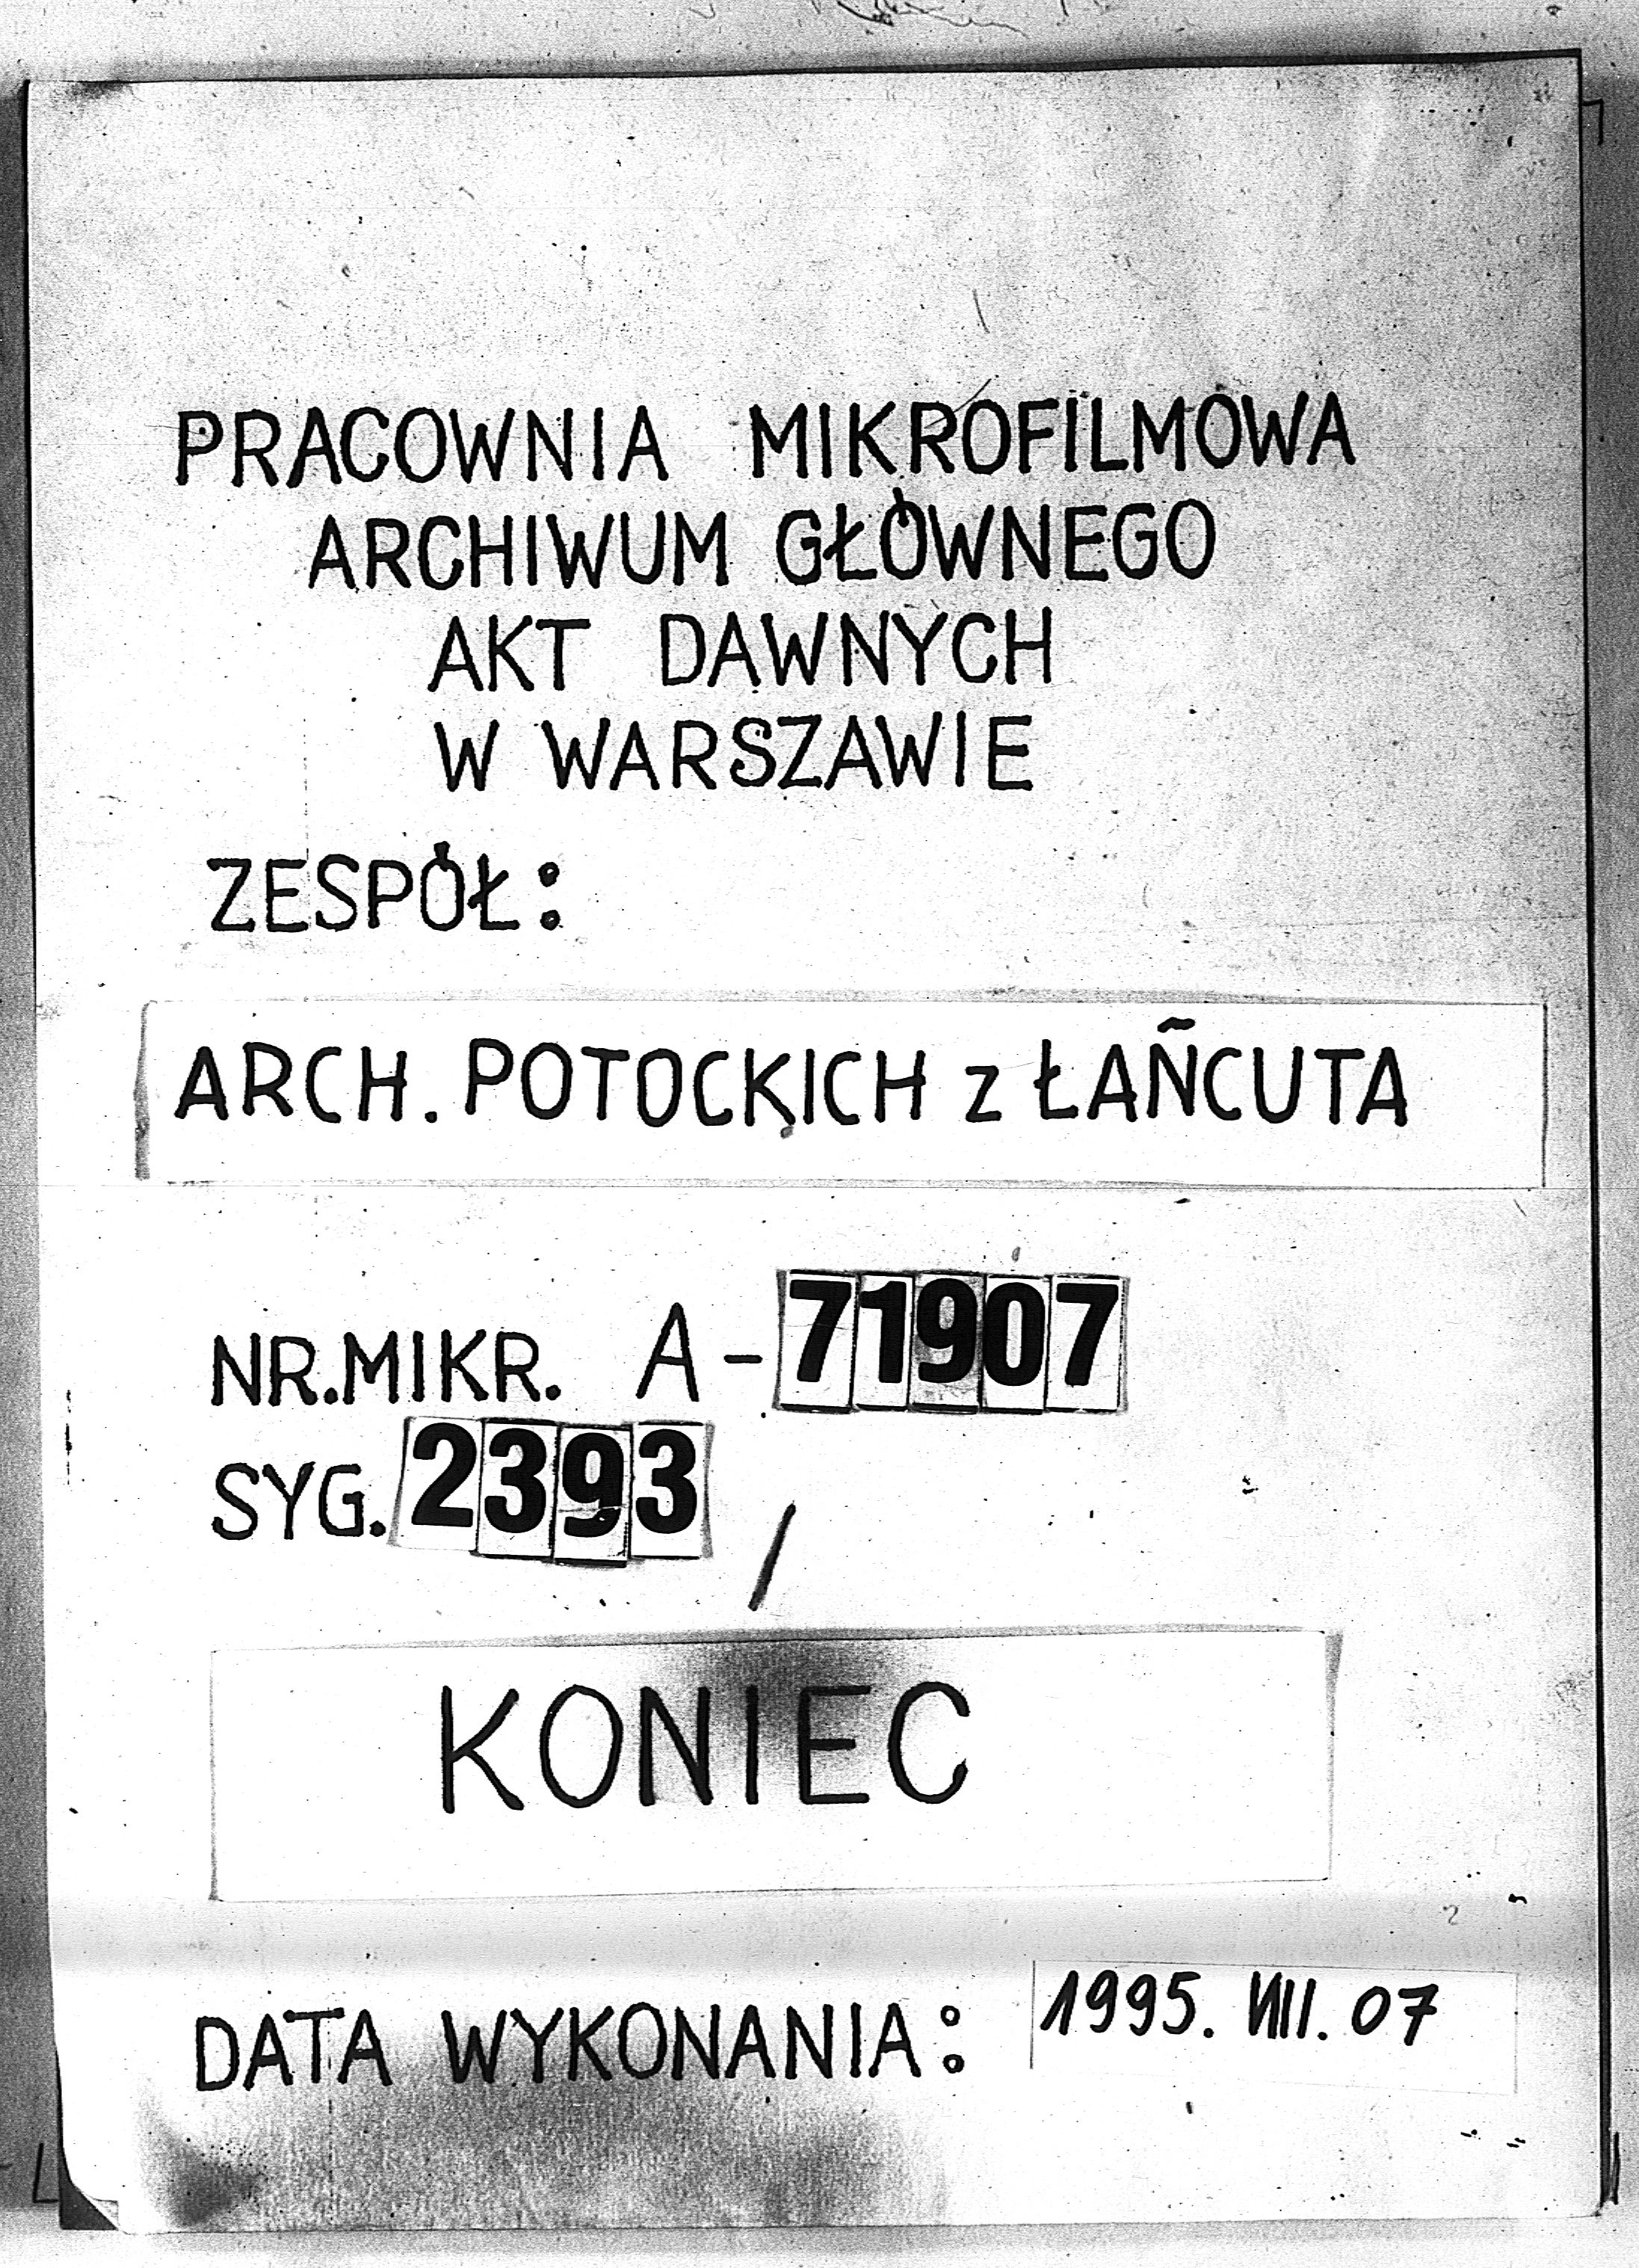 PRACOWNIA MIKROFILMOWA
ARCHIWUM GŁÓWNEGO
AKT DAWNYCH
W WARSZAWIE
ZESPÓŁ:
ARCH. POTOCKICH z ŁAŃCUTA
NR.MIKR. A-71907
SYG. 2393 /
KONIEC
DATA WYKONANIA: 1995. VIII. 07